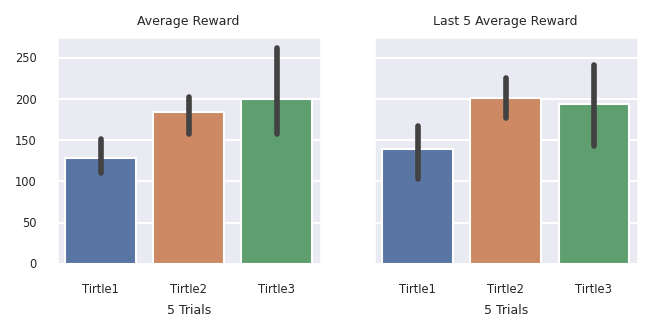 Average Reward
Last 5 Average Reward
250
200
150
100
50
0
Tirtle1 Tirtle2 Tirtle3
Tirtle1 Tirtle2 Tirtle3
5 Trials
5 Trials